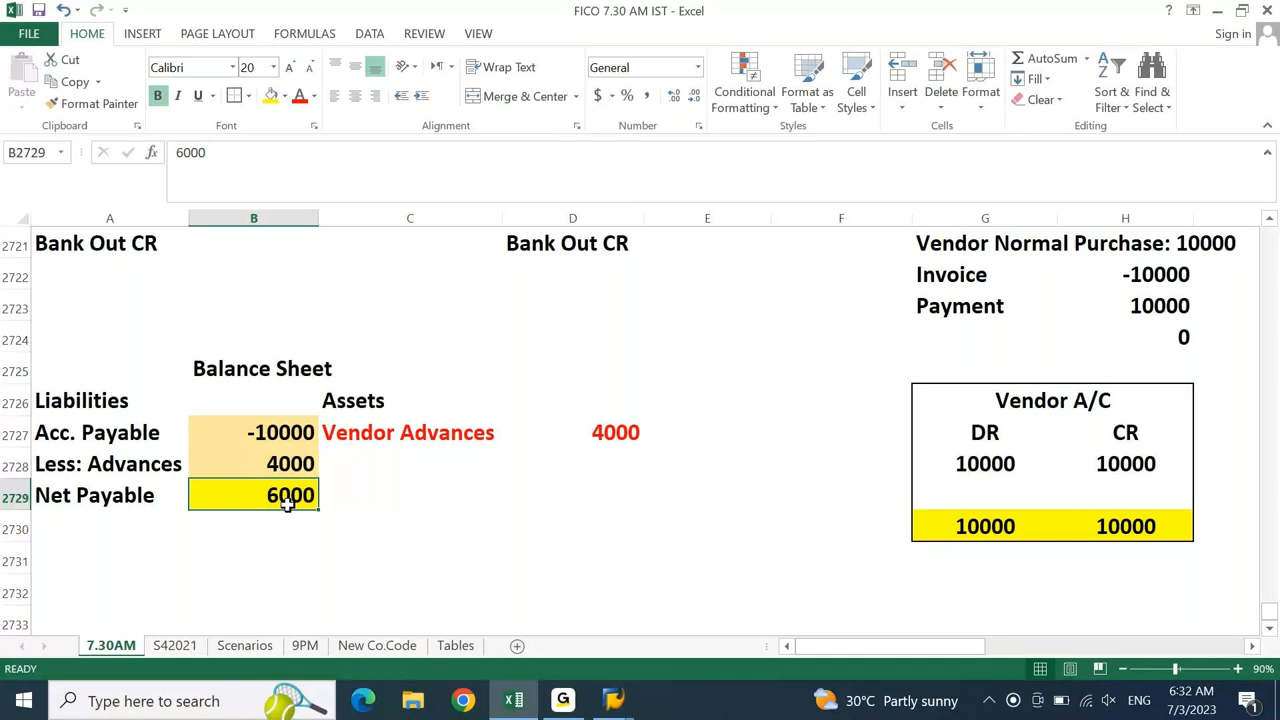 FICO 7.30 AM IST - Excel
?
FILE HOME INSERT PAGE LAYOUT FORMULAS DATA REVIEW VIEW Sign in
Paste Cut Copy Format Painter
Calibri 20 General
B I U Wrap Text Merge & Center $ % ,
AutoSum Fill Clear
Conditional Formatting Format as Table Cell Styles Insert Delete Format Sort & Filter Find & Select
Clipboard Font Alignment Number Styles Cells Editing
B2729 fx 6000
A B C D E F G H
2721 Bank Out CR Bank Out CR Vendor Normal Purchase: 10000
2722 Invoice -10000
2723 Payment 10000
2724 0
2725 Balance Sheet
2726 Liabilities Assets Vendor A/C
2727 Acc. Payable -10000 Vendor Advances 4000 DR CR
2728 Less: Advances 4000 10000 10000
2729 Net Payable 6000
2730 10000 10000
2731
2732
2733
7.30AM S42021 Scenarios 9PM New Co.Code Tables
READY 90%
Type here to search 30°C Partly sunny ENG 6:32 AM
7/3/2023 1